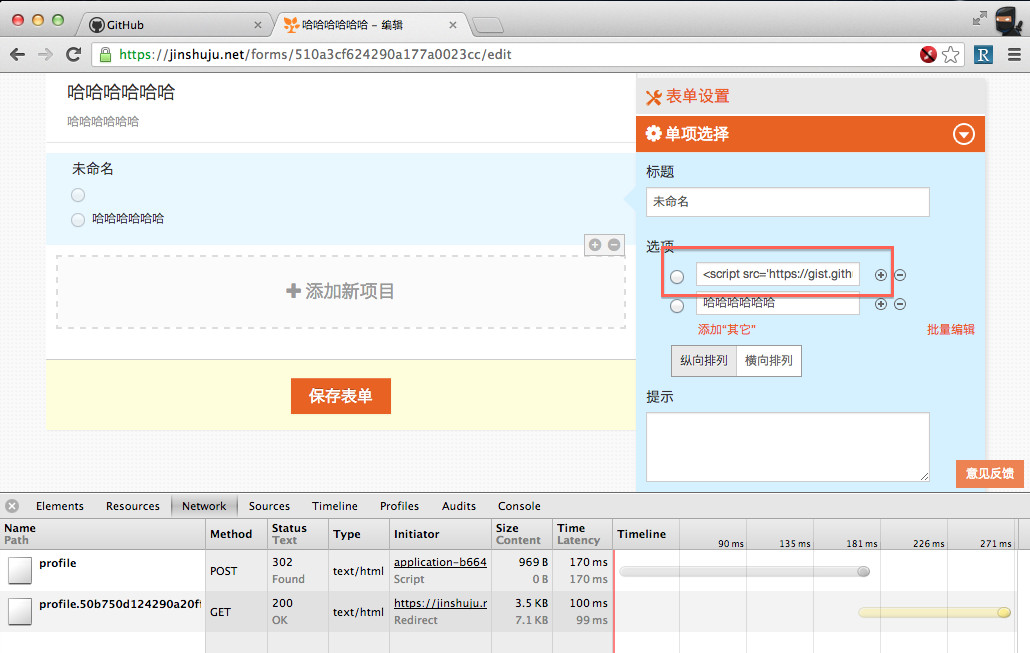 GitHub
哈哈哈哈哈哈 – 编辑
https://jinshuju.net/forms/510a3cf624290a177a0023cc/edit
R
哈哈哈哈哈哈
哈哈哈哈哈哈
未命名
哈哈哈哈哈哈
添加新项目
保存表单
表单设置
单项选择
标题
未命名
选项
<script src='https://gist.gith
哈哈哈哈哈哈
添加“其它”
批量编辑
纵向排列 横向排列
提示
意见反馈
Elements Resources Network Sources Timeline Profiles Audits Console
Name Path Method Status Text Type Initiator Size Content Time Latency Timeline 90 ms 135 ms 181 ms 226 ms 271 ms
profile POST 302 Found text/html application-b664 Script 969 B 0 B 170 ms 170 ms
profile.50b750d124290a20ff GET 200 OK text/html https://jinshuju.r Redirect 3.5 KB 7.1 KB 100 ms 99 ms